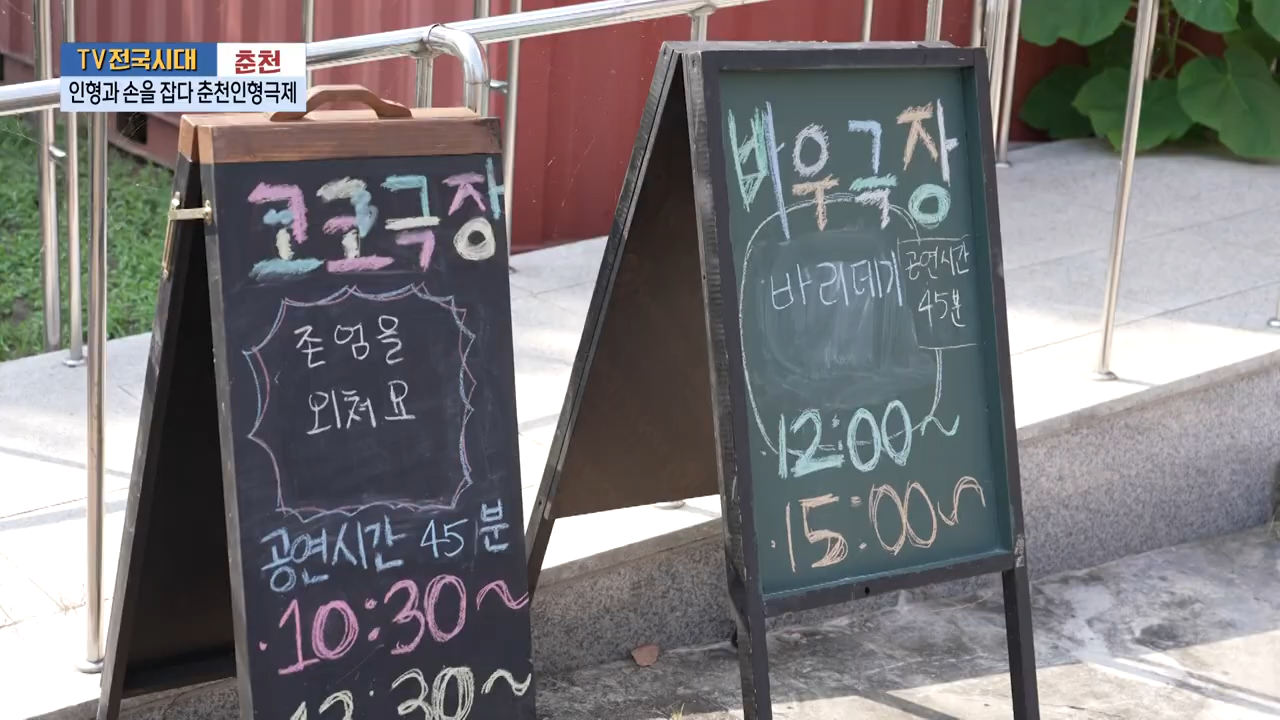 TV전국시대 춘천
인형과 손을 잡다 춘천인형극제
코코극장
존엄을
외쳐요
공연시간 45분
·10:30~
바우극장
바리데기
공연시간
45분
·12:00~
·15:00~